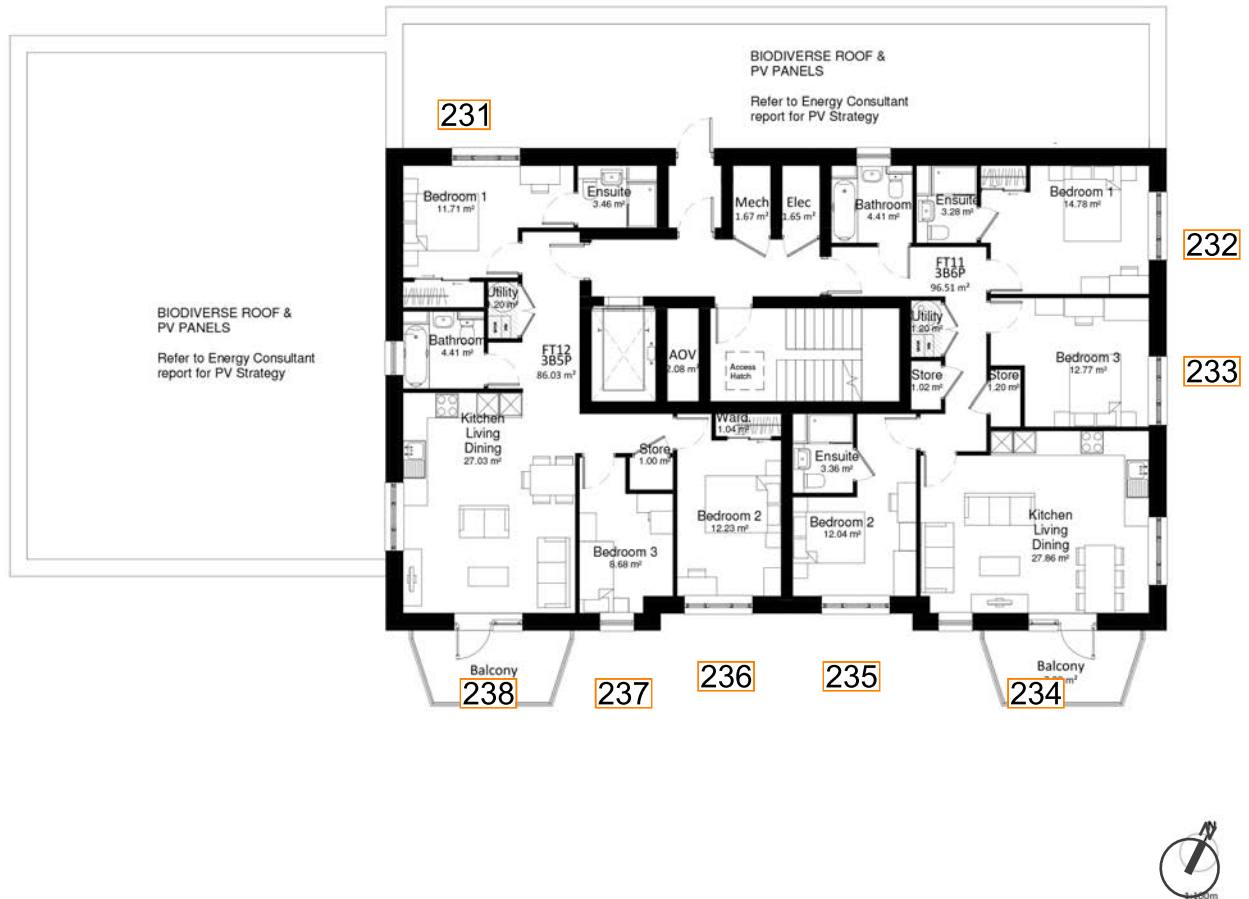 BIODIVERSE ROOF &
PV PANELS
Refer to Energy Consultant
report for PV Strategy
231
Bedroom 1
11.71 m²
Ensuite
3.46 m²
Mech
1.67 m²
Elec
1.65 m²
Bathroom
4.41 m²
Ensuite
3.28 m²
Bedroom 1
14.78 m²
232
FT11
3B6P
96.51 m²
BIODIVERSE ROOF &
PV PANELS
Refer to Energy Consultant
report for PV Strategy
Utility
1.20 m²
Bathroom
4.41 m²
FT12
3B5P
86.03 m²
AOV
2.08 m²
Access
Hatch
Utility
1.20 m²
Store
1.02 m²
Store
1.20 m²
Bedroom 3
12.77 m²
233
Kitchen
Living
Dining
27.03 m²
Ward.
1.04 m²
Store
1.00 m²
Ensuite
3.36 m²
Bedroom 2
12.23 m²
Bedroom 2
12.04 m²
Kitchen
Living
Dining
27.86 m²
Bedroom 3
8.68 m²
Balcony
238
237
236
235
Balcony
234
N